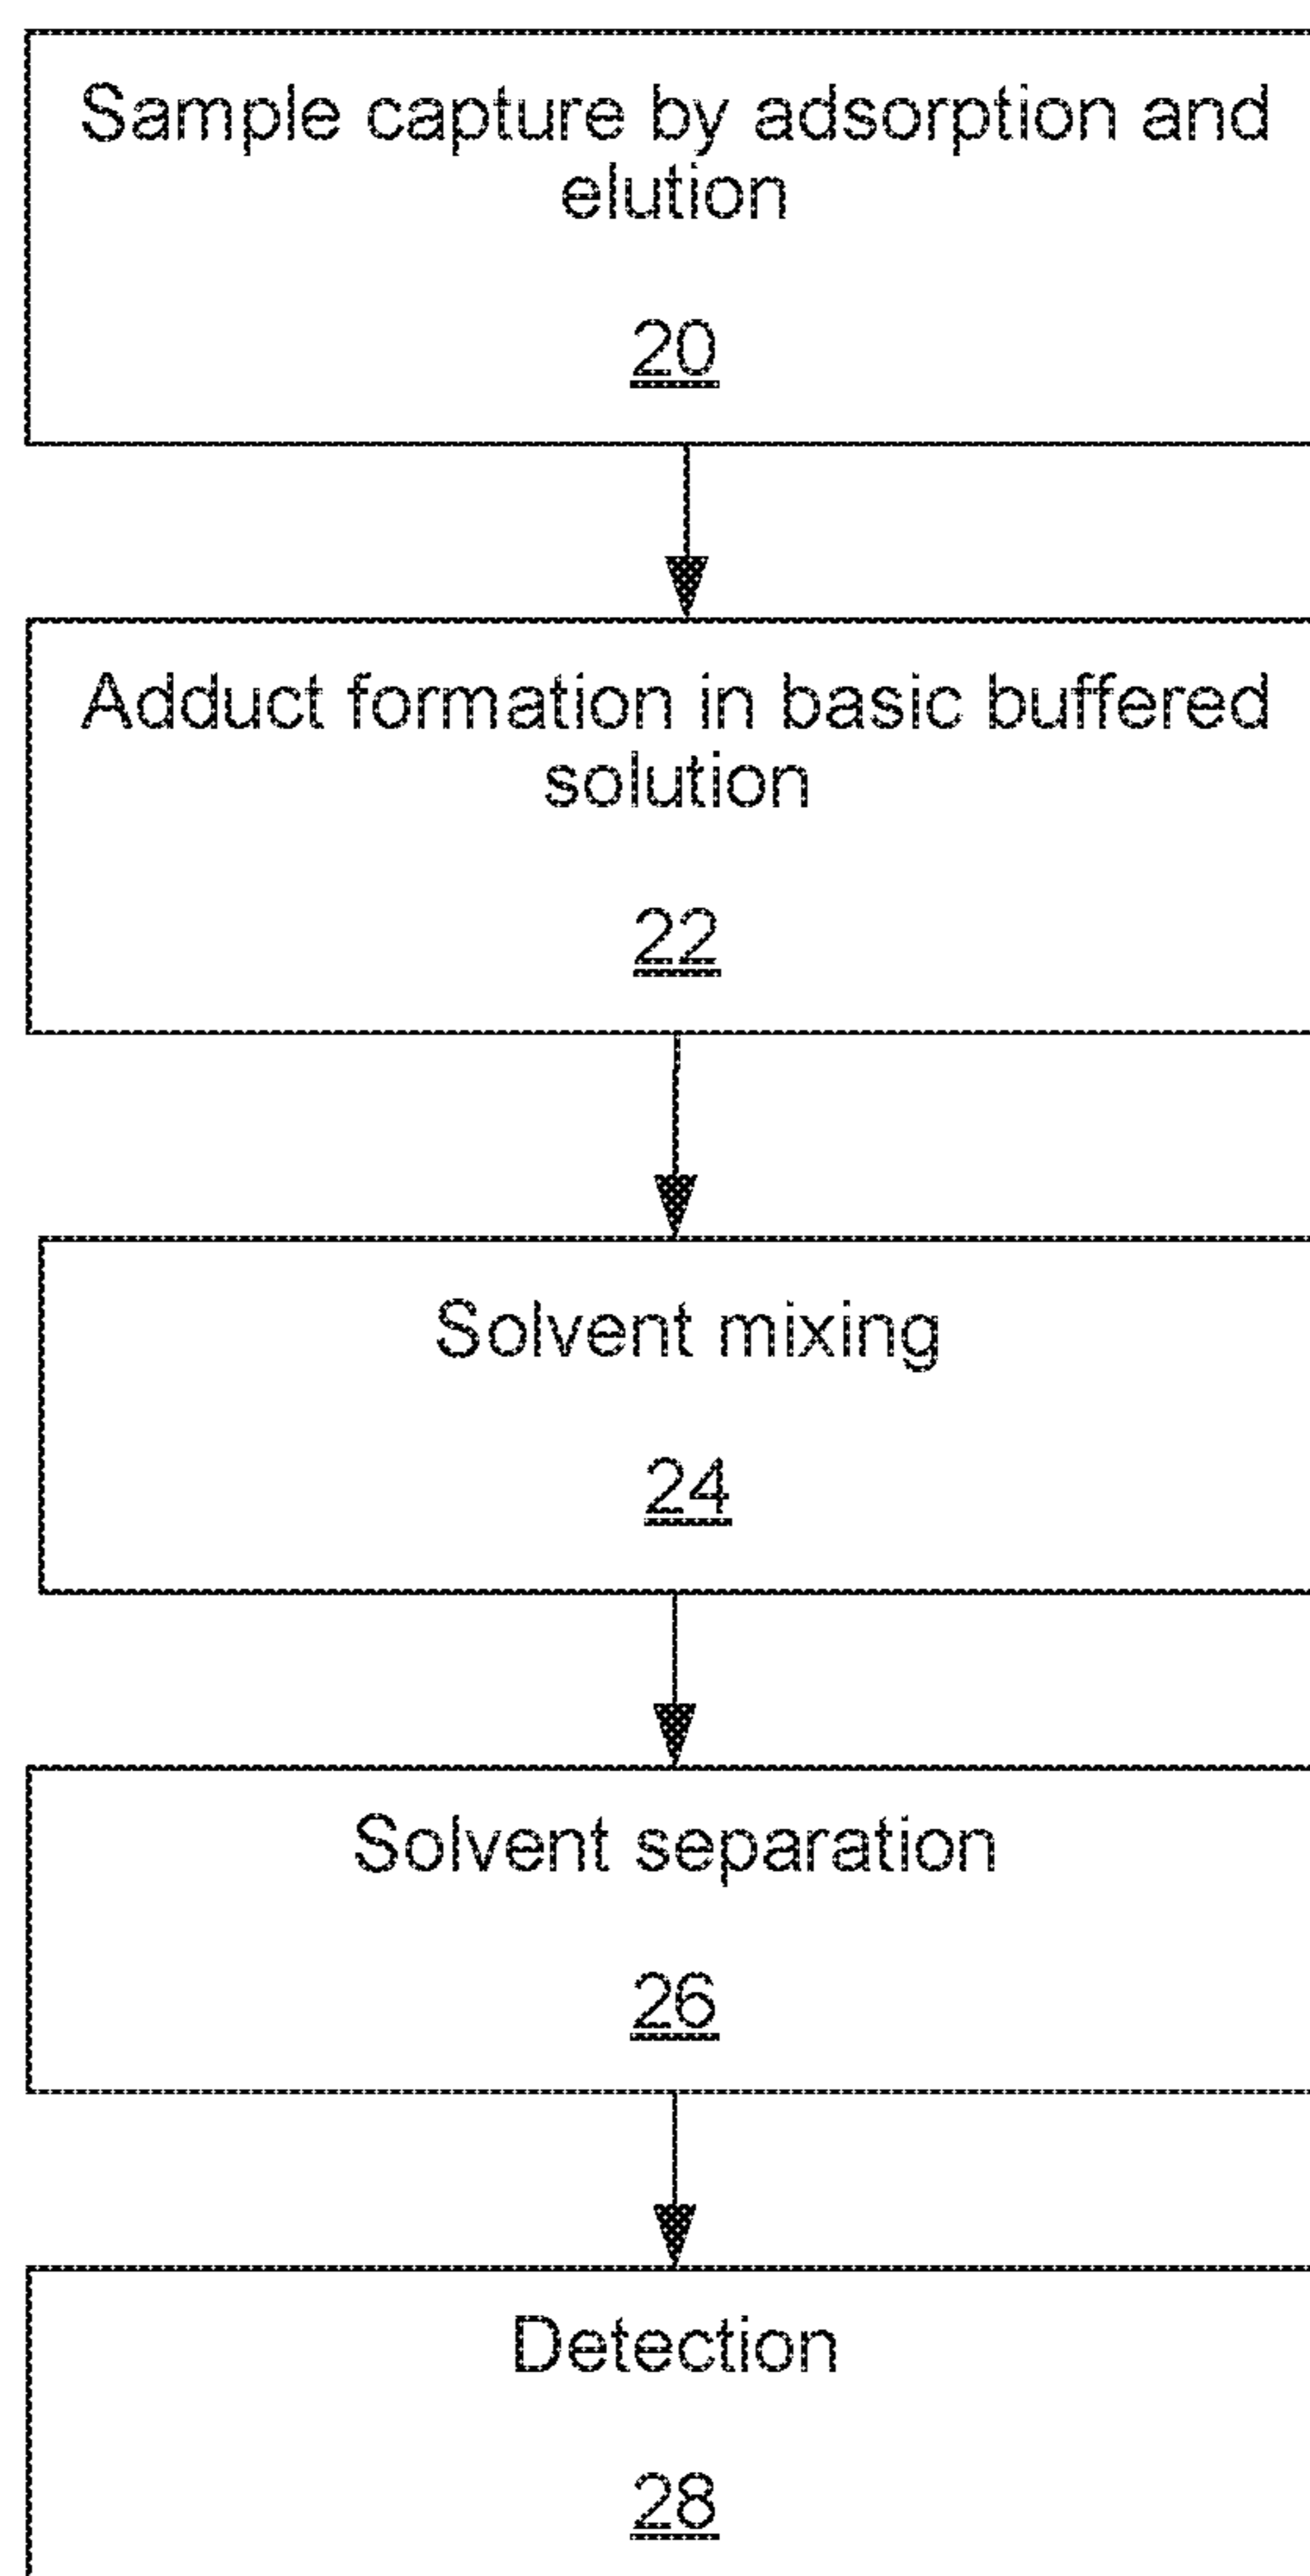 Sample capture by adsorption and
elution
20
Adduct formation in basic buffered
solution
22
Solvent mixing
24
Solvent separation
26
Detection
28